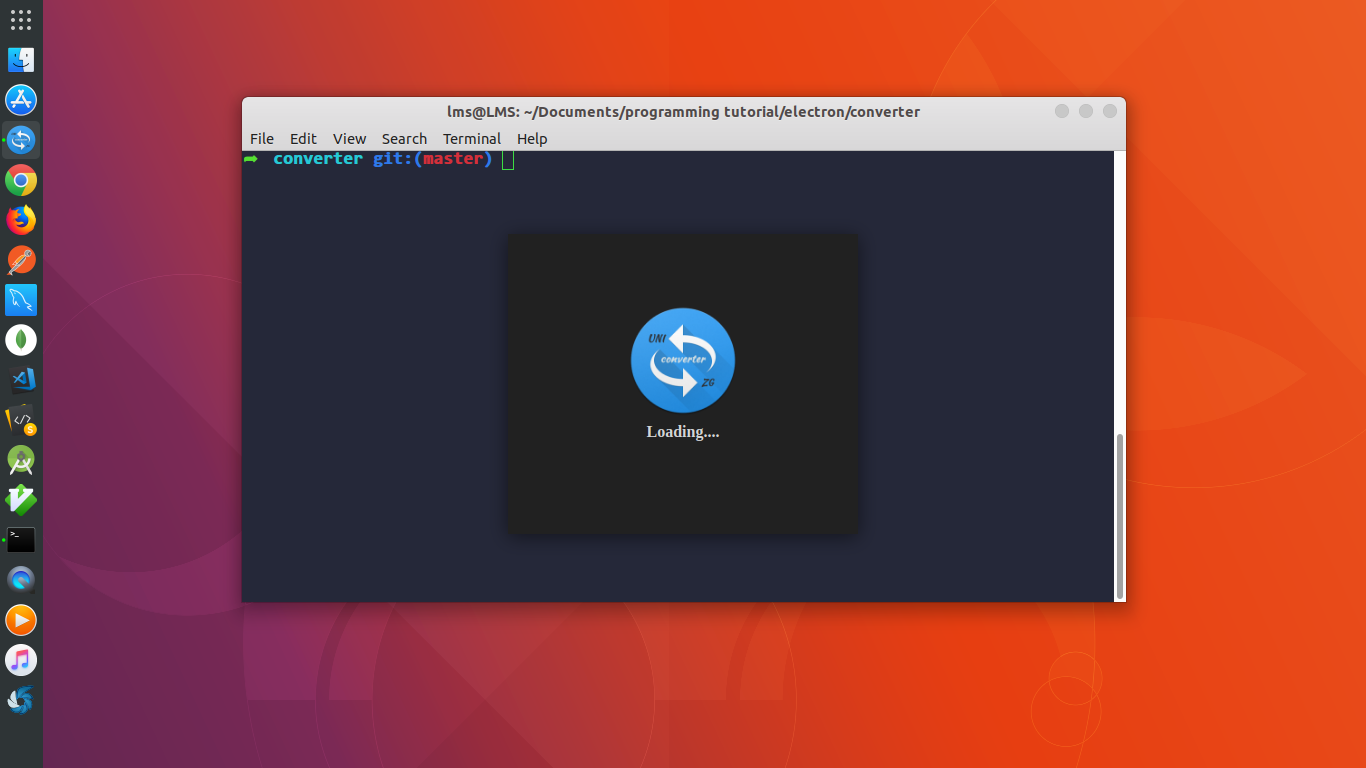 lms@LMS: ~/Documents/programming tutorial/electron/converter
File Edit View Search Terminal Help
➡ converter git:(master)
UNI
converter
ZG
Loading....